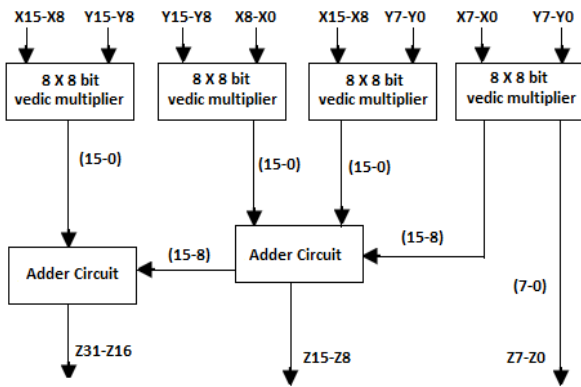 X15-X8 Y15-Y8 Y15-Y8 X8-X0 X15-X8 Y7-Y0 X7-X0 Y7-Y0
8 X 8 bit
vedic multiplier
8 X 8 bit
vedic multiplier
8 X 8 bit
vedic multiplier
8 X 8 bit
vedic multiplier
(15-0)
(15-0)
(15-0)
(15-8)
Adder Circuit
(15-8)
Adder Circuit
(7-0)
Z31-Z16
Z15-Z8
Z7-Z0